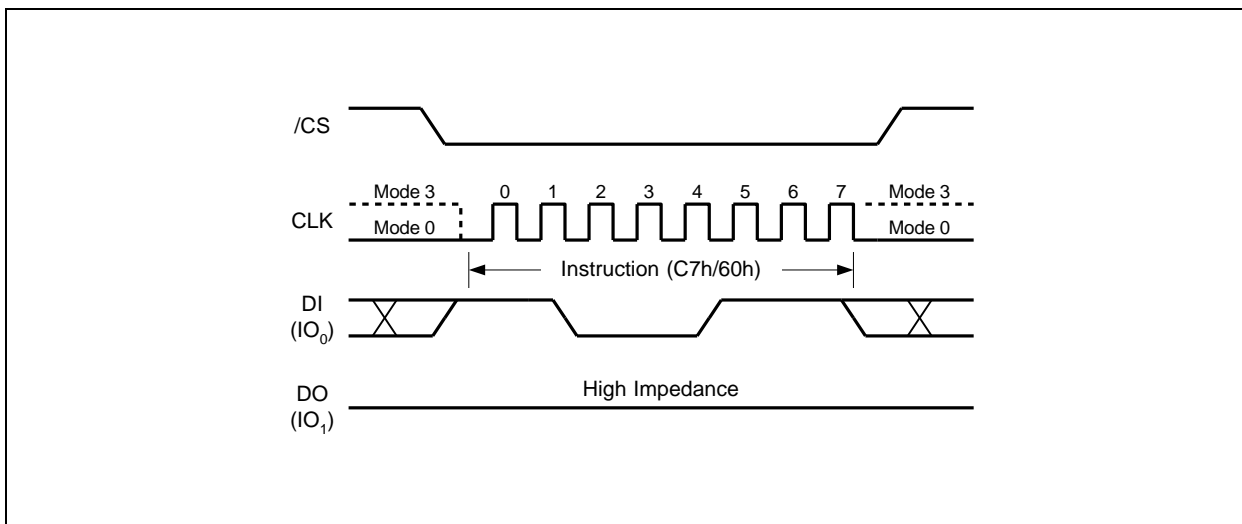 /CS
Mode 3 0 1 2 3 4 5 6 7 Mode 3
CLK
Mode 0 Mode 0
Instruction (C7h/60h)
DI
(IO₀)
High Impedance
DO
(IO₁)